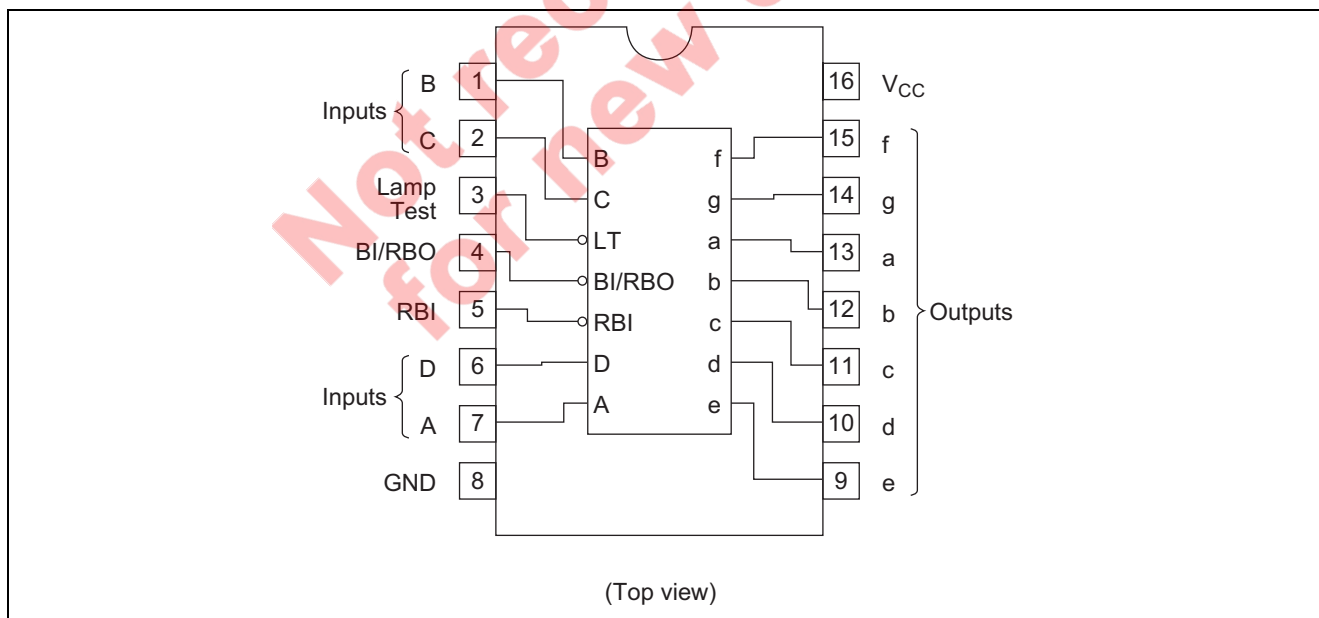 Not rec
for new
B 1 16 VCC
Inputs
C 2 15 f
B f
Lamp
Test 3 C g 14 g
LT a
BI/RBO 4 13 a
BI/RBO b
RBI 5 12 b Outputs
RBI c
D 6 D d 11 c
Inputs
A 7 A e 10 d
GND 8 9 e
(Top view)